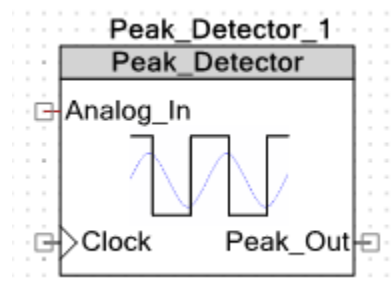 Peak_Detector_1
Peak_Detector
Analog_In
Clock
Peak_Out